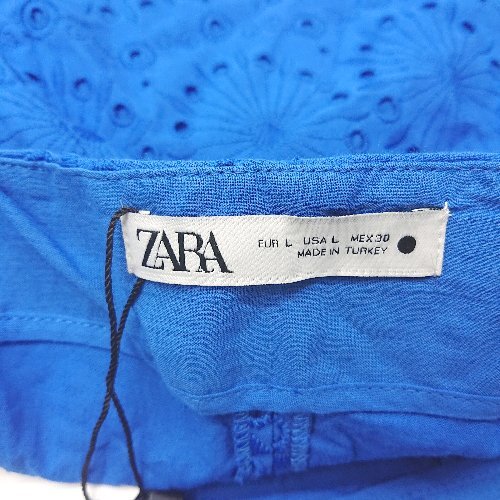 ZARA
EUR L USA L MEX 30
MADE IN TURKEY